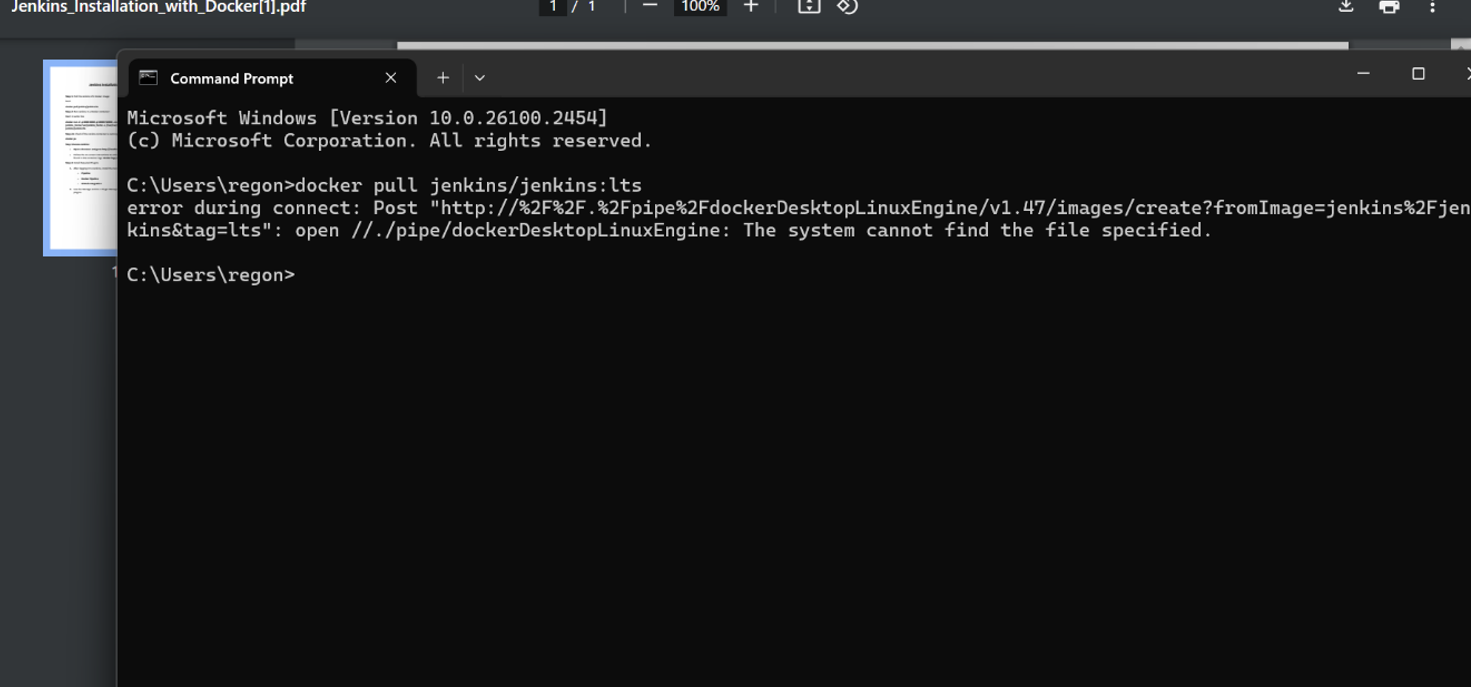 Jenkins_Installation_with_Docker[1].pdf
1 / 1
100%
Command Prompt
Microsoft Windows [Version 10.0.26100.2454]
(c) Microsoft Corporation. All rights reserved.
C:\Users\regon>docker pull jenkins/jenkins:lts
error during connect: Post "http://%2F%2F.%2Fpipe%2FdockerDesktopLinuxEngine/v1.47/images/create?fromImage=jenkins%2Fjen
kins&tag=lts": open //./pipe/dockerDesktopLinuxEngine: The system cannot find the file specified.
1
C:\Users\regon>